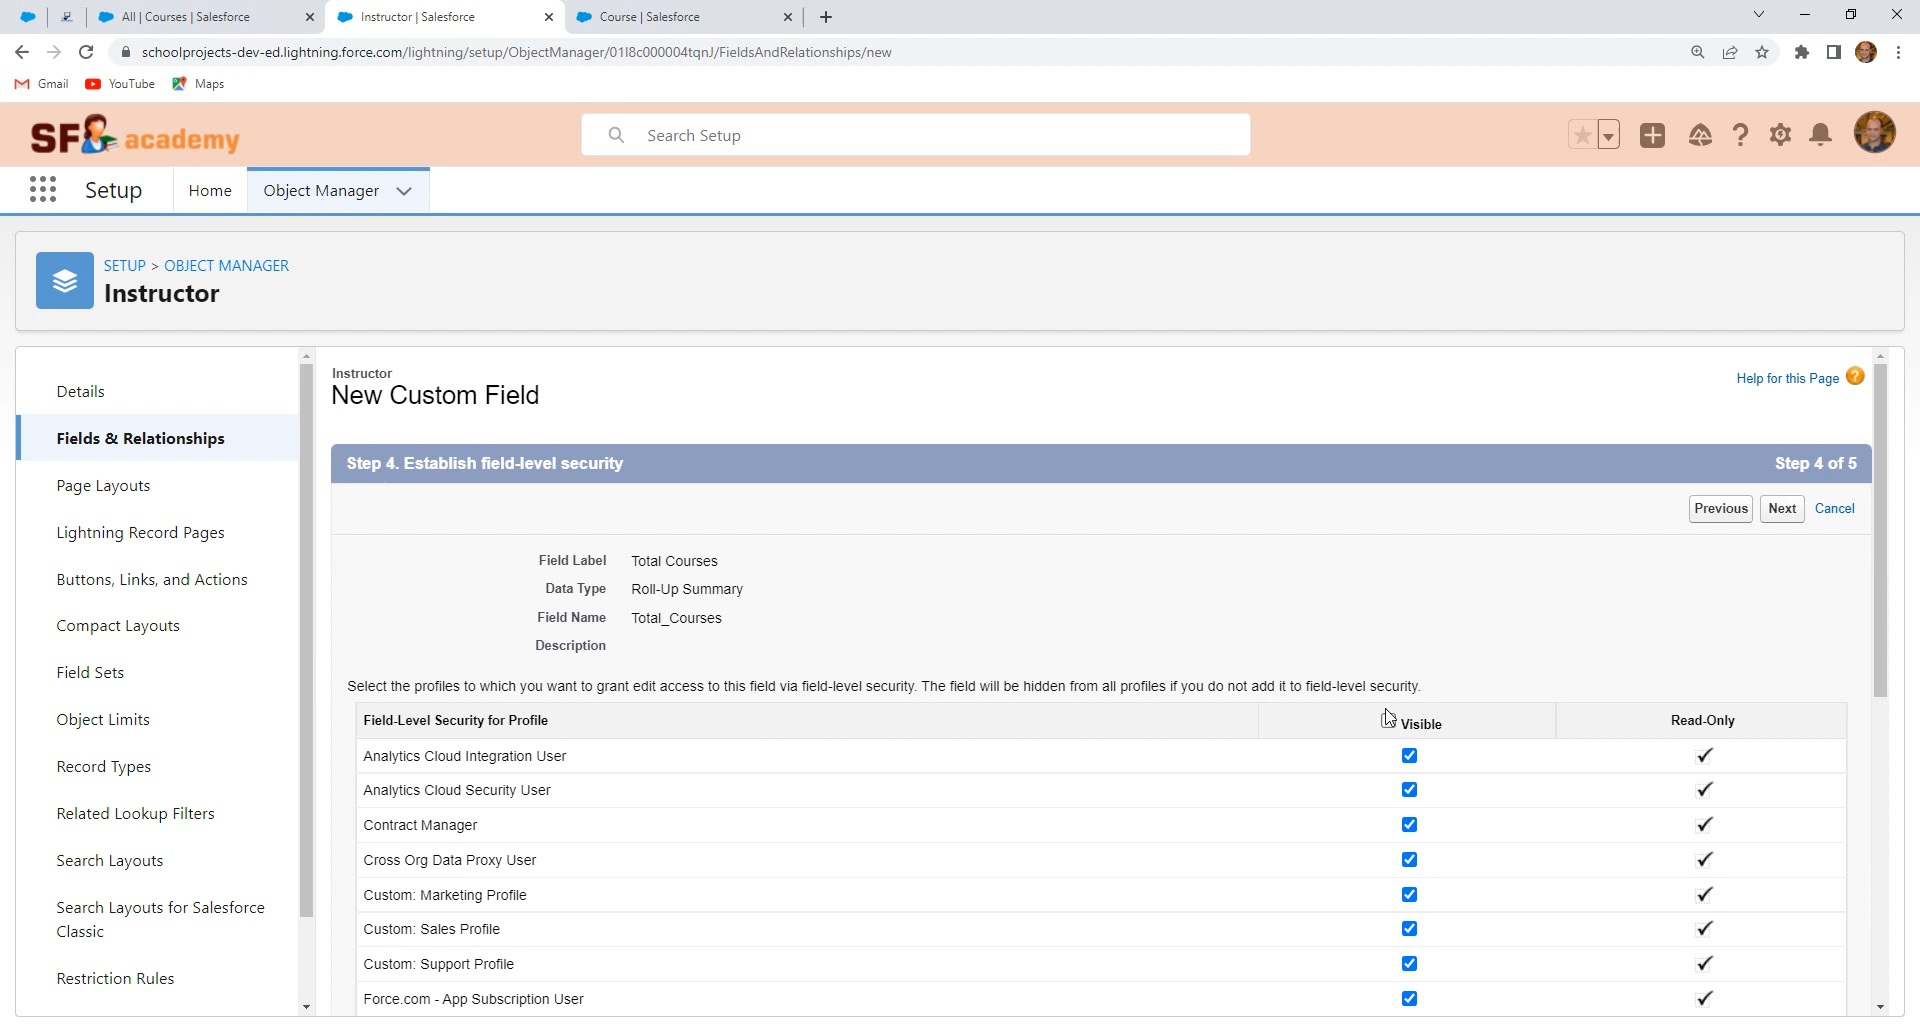 All | Courses | Salesforce
Instructor | Salesforce
Course | Salesforce
schoolprojects-dev-ed.lightning.force.com/lightning/setup/ObjectManager/01I8c000004tqnJ/FieldsAndRelationships/new
Gmail
YouTube
Maps
SF academy
Search Setup
Setup
Home
Object Manager
SETUP > OBJECT MANAGER
Instructor
Details
Fields & Relationships
Page Layouts
Lightning Record Pages
Buttons, Links, and Actions
Compact Layouts
Field Sets
Object Limits
Record Types
Related Lookup Filters
Search Layouts
Search Layouts for Salesforce
Classic
Restriction Rules
Instructor
New Custom Field
Help for this Page ?
Step 4. Establish field-level security
Step 4 of 5
Previous Next Cancel
Field Label Total Courses
Data Type Roll-Up Summary
Field Name Total_Courses
Description
Select the profiles to which you want to grant edit access to this field via field-level security. The field will be hidden from all profiles if you do not add it to field-level security.
Field-Level Security for Profile Visible Read-Only
Analytics Cloud Integration User
Analytics Cloud Security User
Contract Manager
Cross Org Data Proxy User
Custom: Marketing Profile
Custom: Sales Profile
Custom: Support Profile
Force.com - App Subscription User